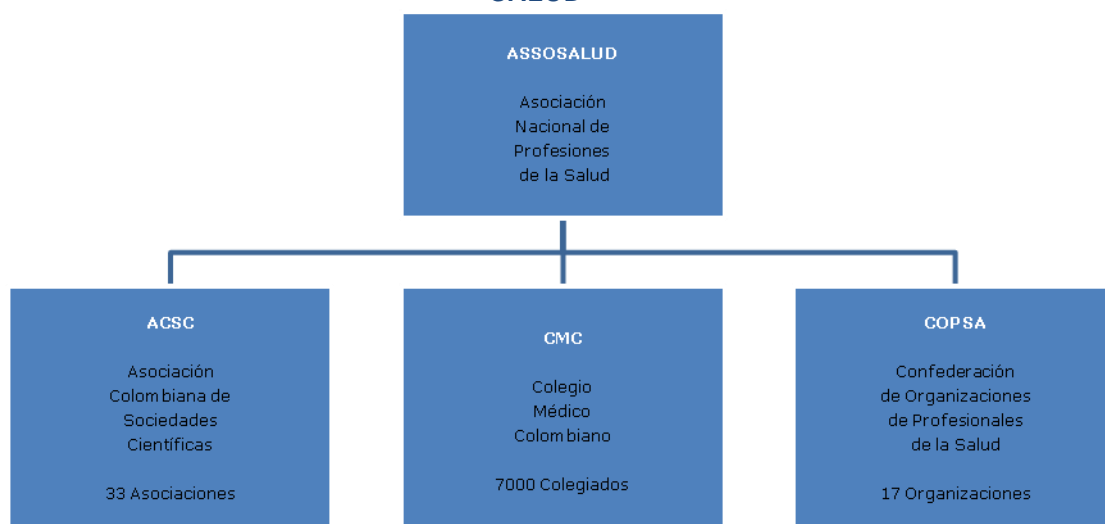 SALUD
ASSOSALUD
Asociación
Nacional de
Profesiones
de la Salud
ACSC
Asociación
Colombiana de
Sociedades
Científicas
33 Asociaciones
CMC
Colegio
Médico
Colombiano
7000 Colegiados
COPSA
Confederación
de Organizaciones
de Profesionales
de la Salud
17 Organizaciones